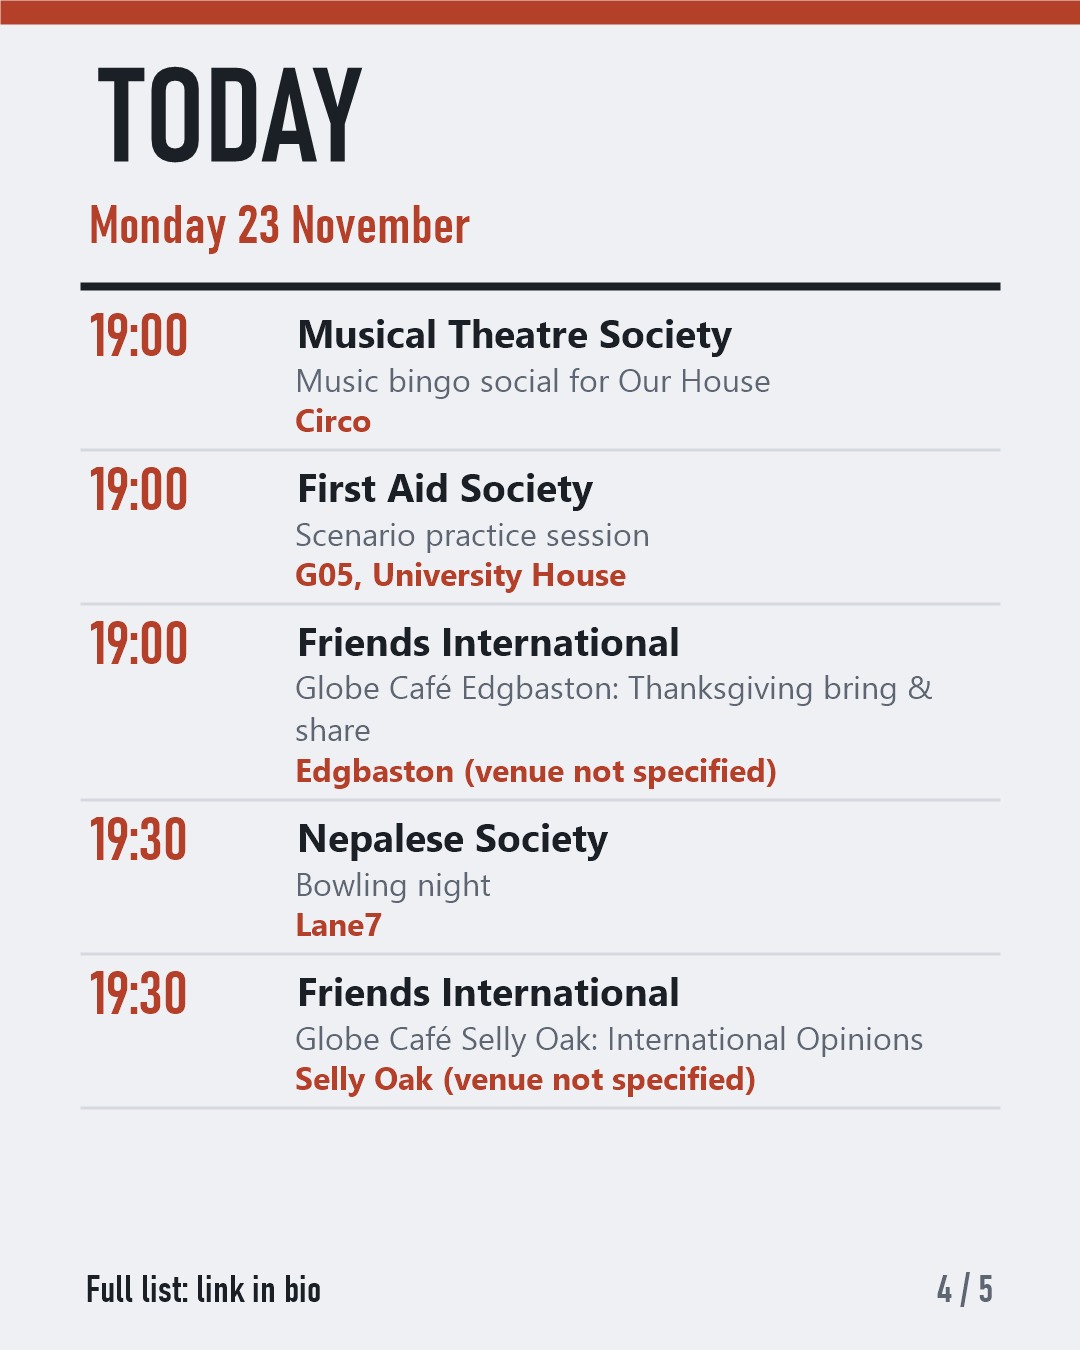 TODAY
Monday 23 November
19:00
Musical Theatre Society
Music bingo social for Our House
Circo
19:00
First Aid Society
Scenario practice session
G05, University House
19:00
Friends International
Globe Café Edgbaston: Thanksgiving bring &
share
Edgbaston (venue not specified)
19:30
Nepalese Society
Bowling night
Lane7
19:30
Friends International
Globe Café Selly Oak: International Opinions
Selly Oak (venue not specified)
Full list: link in bio
4 / 5